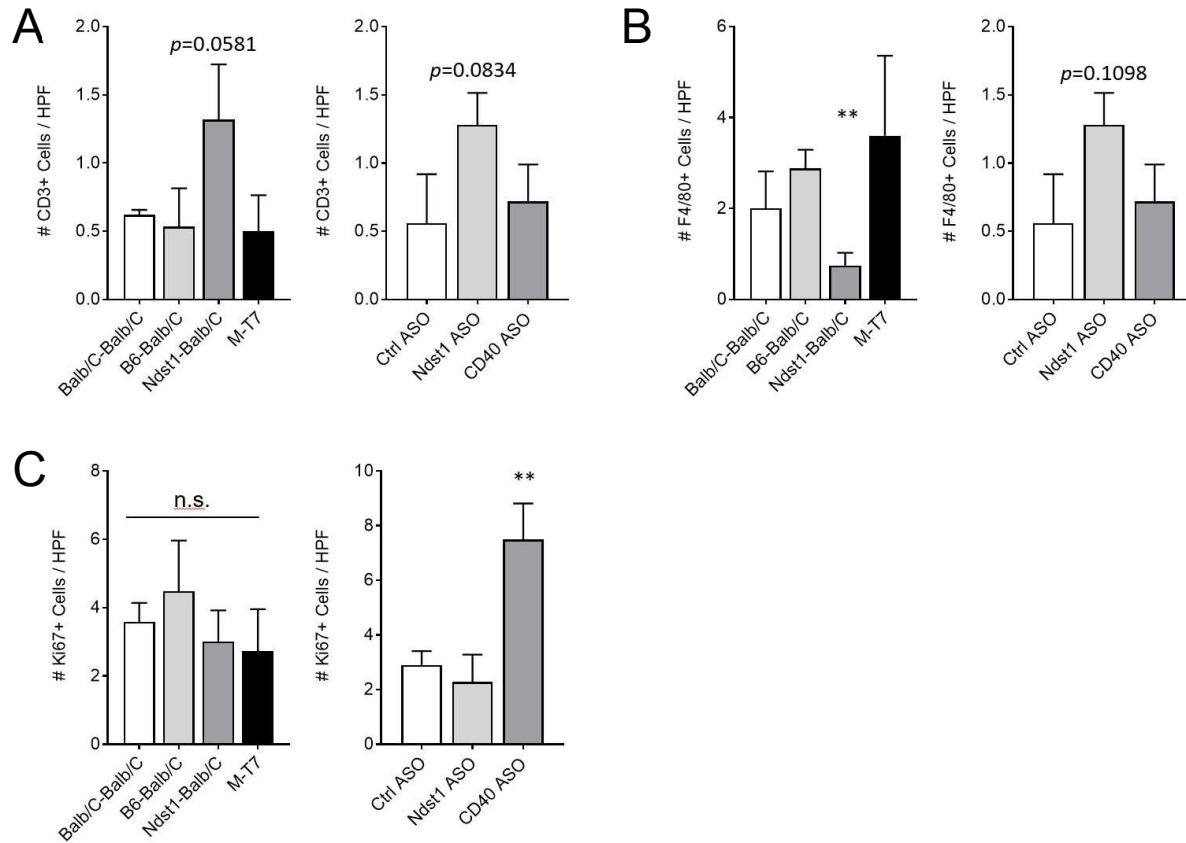 A
# CD3+ Cells / HPF
2.0
1.5
1.0
0.5
0.0
p=0.0581
Balb/C-Balb/C
B6-Balb/C
Ndst1-Balb/C
M-T7
# CD3+ Cells / HPF
2.0
1.5
1.0
0.5
0.0
p=0.0834
Ctrl ASO
Ndst1 ASO
CD40 ASO
B
# F4/80+ Cells / HPF
6
4
2
0
**
Balb/C-Balb/C
B6-Balb/C
Ndst1-Balb/C
M-T7
# F4/80+ Cells / HPF
2.0
1.5
1.0
0.5
0.0
p=0.1098
Ctrl ASO
Ndst1 ASO
CD40 ASO
C
# Ki67+ Cells / HPF
8
6
4
2
0
n.s.
Balb/C-Balb/C
B6-Balb/C
Ndst1-Balb/C
M-T7
# Ki67+ Cells / HPF
10
8
6
4
2
0
**
Ctrl ASO
Ndst1 ASO
CD40 ASO